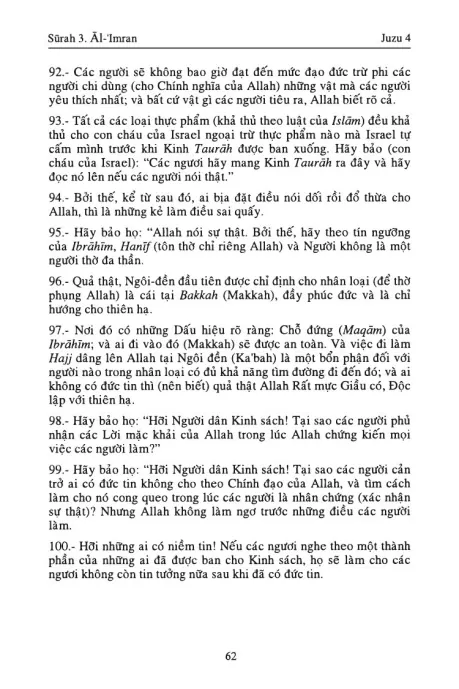 Sūrah 3. Āl-'Imran Juzu 4
92.- Các người sẽ không bao giờ đạt đến mức đạo đức trừ phi các
người chi dùng (cho Chính nghĩa của Allah) những vật mà các người
yêu thích nhất; và bất cứ vật gì các người tiêu ra, Allah biết rõ cả.
93.- Tất cả các loại thực phẩm (khả thủ theo luật của Islām) đều khả
thủ cho con cháu của Israel ngoại trừ thực phẩm nào mà Israel tự
cấm mình trước khi Kinh Taurāh được ban xuống. Hãy bảo (con
cháu của Israel): “Các ngươi hãy mang Kinh Taurāh ra đây và hãy
đọc nó lên nếu các ngươi nói thật.”
94.- Bởi thế, kể từ sau đó, ai bịa đặt điều nói dối rồi đổ thừa cho
Allah, thì là những kẻ làm điều sai quấy.
95.- Hãy bảo họ: “Allah nói sự thật. Bởi thế, hãy theo tín ngưỡng
của Ibrāhīm, Hanīf (tôn thờ chỉ riêng Allah) và Người không là một
người thờ đa thần.
96.- Quả thật, Ngôi-đền đầu tiên được chỉ định cho nhân loại (để thờ
phụng Allah) là cái tại Bakkah (Makkah), đầy phúc đức và là chỉ
hướng cho thiên hạ.
97.- Nơi đó có những Dấu hiệu rõ ràng: Chỗ đứng (Maqām) của
Ibrāhīm; và ai đi vào đó (Makkah) sẽ được an toàn. Và việc đi làm
Hajj dâng lên Allah tại Ngôi đền (Ka'bah) là một bổn phận đối với
người nào trong nhân loại có đủ khả năng tìm đường đi đến đó; và ai
không có đức tin thì (nên biết) quả thật Allah Rất mực Giầu có, Độc
lập với thiên hạ.
98.- Hãy bảo họ: “Hỡi Người dân Kinh sách! Tại sao các người phủ
nhận các Lời mặc khải của Allah trong lúc Allah chứng kiến mọi
việc các người làm?”
99.- Hãy bảo họ: “Hỡi Người dân Kinh sách! Tại sao các người cản
trở ai có đức tin không cho theo Chính đạo của Allah, và tìm cách
làm cho nó cong queo trong lúc các người là nhân chứng (xác nhận
sự thật)? Nhưng Allah không làm ngơ trước những điều các người
làm.
100.- Hỡi những ai có niềm tin! Nếu các ngươi nghe theo một thành
phần của những ai đã được ban cho Kinh sách, họ sẽ làm cho các
ngươi không còn tin tưởng nữa sau khi đã có đức tin.
62